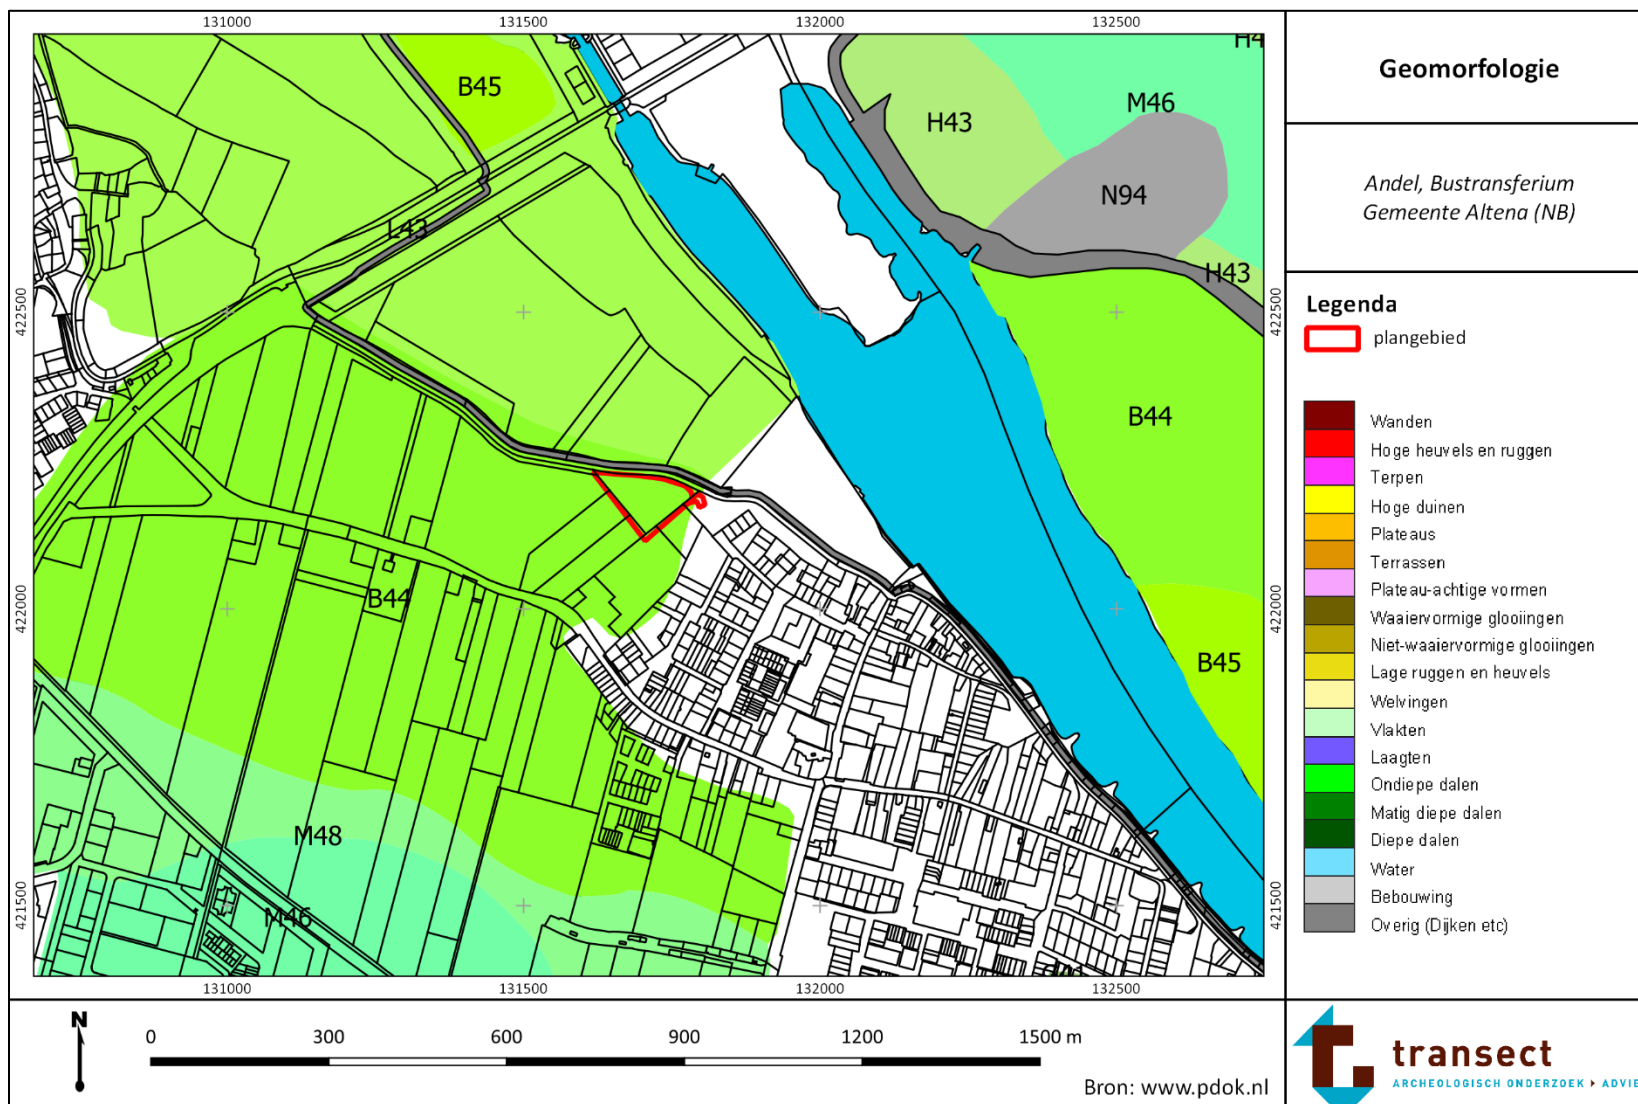 131000 131500 132000 132500
H4
B45
M46
H43
N94
L43
H43
422500 422500
B44
B44
422000 422000
B45
M48
M46
421500 421500
131000 131500 132000 132500
N
0 300 600 900 1200 1500 m
Bron: www.pdok.nl
Geomorfologie
Andel, Bustransferium
Gemeente Altena (NB)
Legenda
plangebied
Wanden
Hoge heuvels en ruggen
Terpen
Hoge duinen
Plateaus
Terrassen
Plateau-achtige vormen
Waaiervormige glooiingen
Niet-waaiervormige glooiingen
Lage ruggen en heuvels
Welvingen
Vlakten
Laagten
Ondiepe dalen
Matig diepe dalen
Diepe dalen
Water
Bebouwing
Overig (Dijken etc)
transect
ARCHEOLOGISCH ONDERZOEK ▸ ADVIE